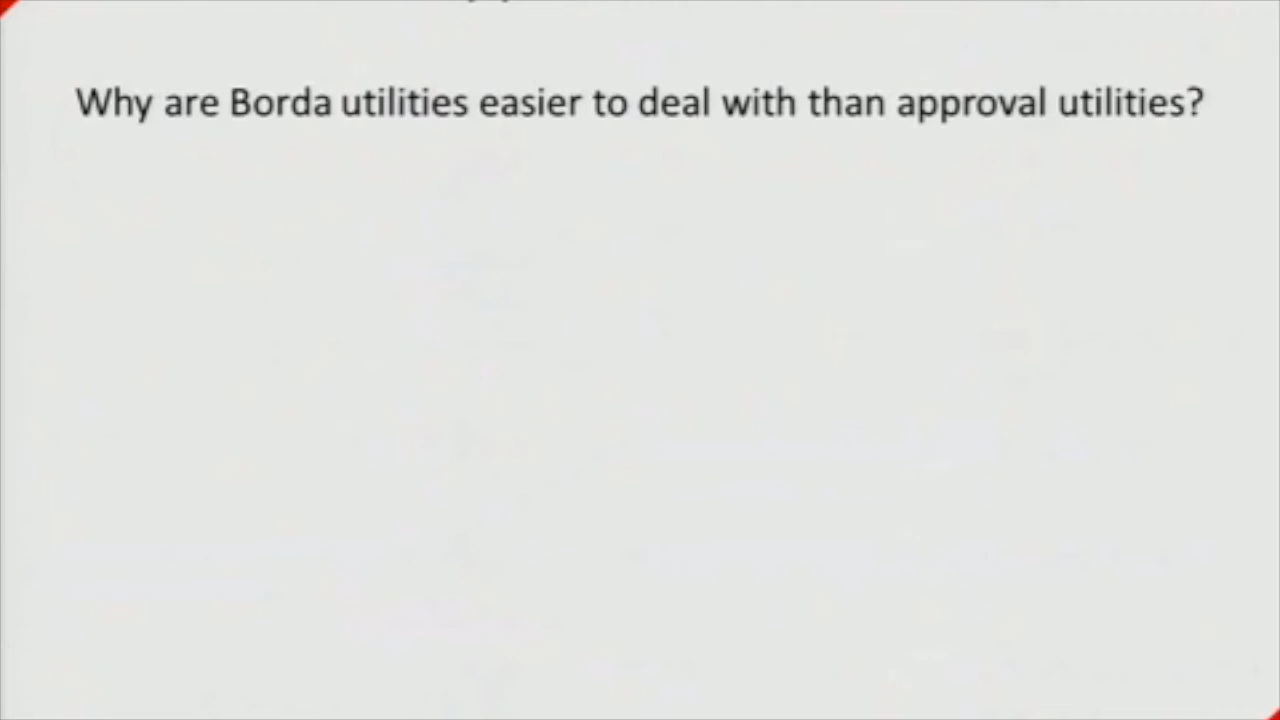 Why are Borda utilities easier to deal with than approval utilities?